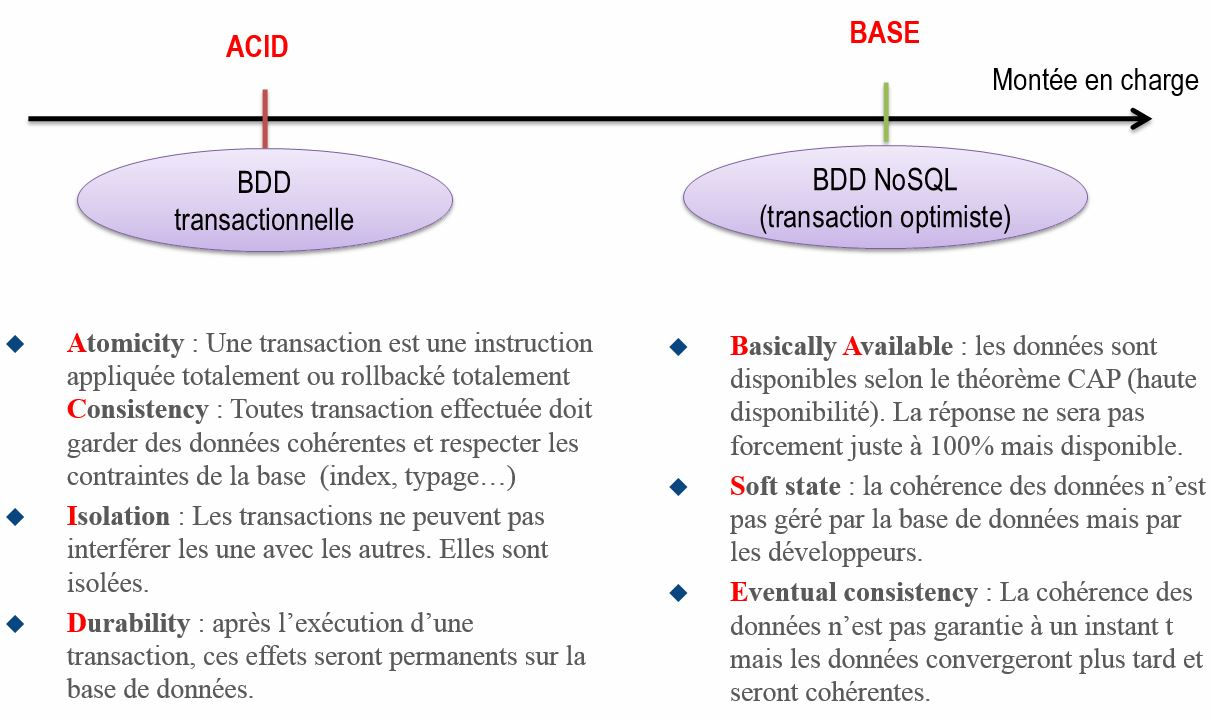 ACID
BASE
Montée en charge
BDD
transactionnelle
BDD NoSQL
(transaction optimiste)
Atomicity : Une transaction est une instruction
appliquée totalement ou rollbacké totalement
Consistency : Toutes transaction effectuée doit
garder des données cohérentes et respecter les
contraintes de la base (index, typage…)
Isolation : Les transactions ne peuvent pas
interférer les une avec les autres. Elles sont
isolées.
Durability : après l’exécution d’une
transaction, ces effets seront permanents sur la
base de données.
Basically Available : les données sont
disponibles selon le théorème CAP (haute
disponibilité). La réponse ne sera pas
forcement juste à 100% mais disponible.
Soft state : la cohérence des données n’est
pas géré par la base de données mais par
les développeurs.
Eventual consistency : La cohérence des
données n’est pas garantie à un instant t
mais les données convergeront plus tard et
seront cohérentes.